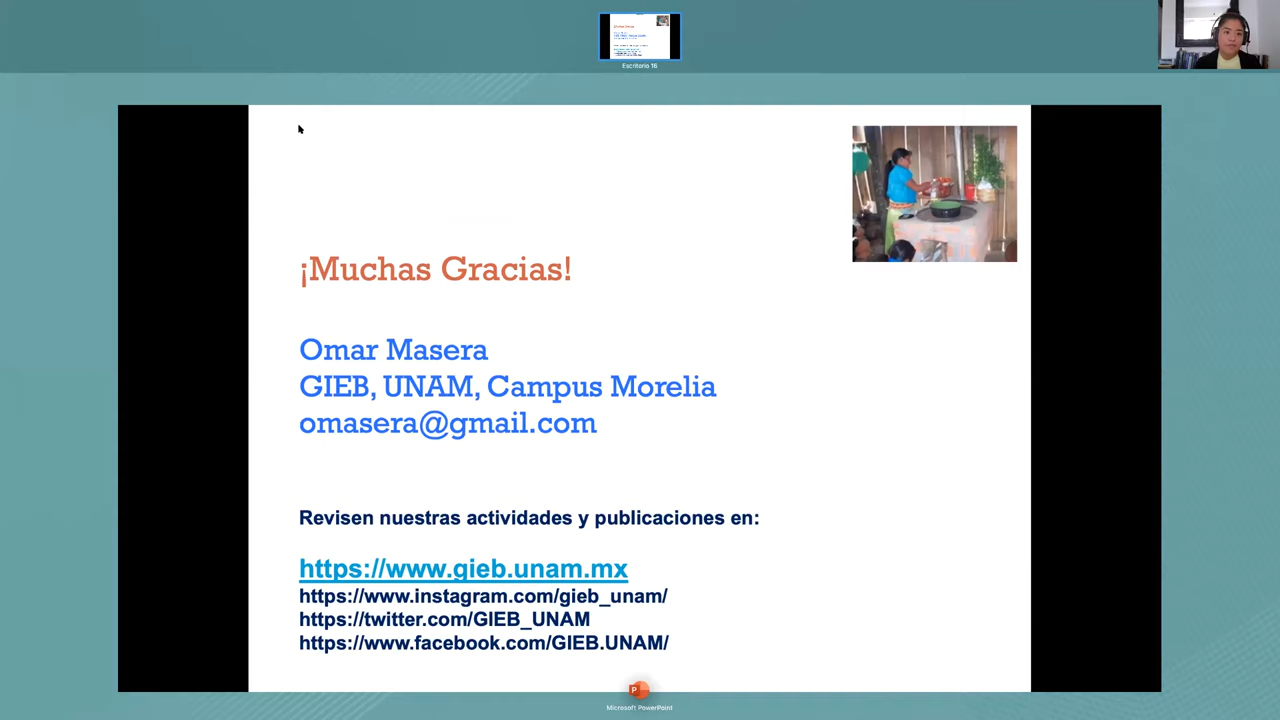 Escritorio 16
¡Muchas Gracias!
Omar Masera
GIEB, UNAM, Campus Morelia
omasera@gmail.com
Revisen nuestras actividades y publicaciones en:
https://www.gieb.unam.mx
https://www.instagram.com/gieb_unam/
https://twitter.com/GIEB_UNAM
https://www.facebook.com/GIEB.UNAM/
P
Microsoft PowerPoint